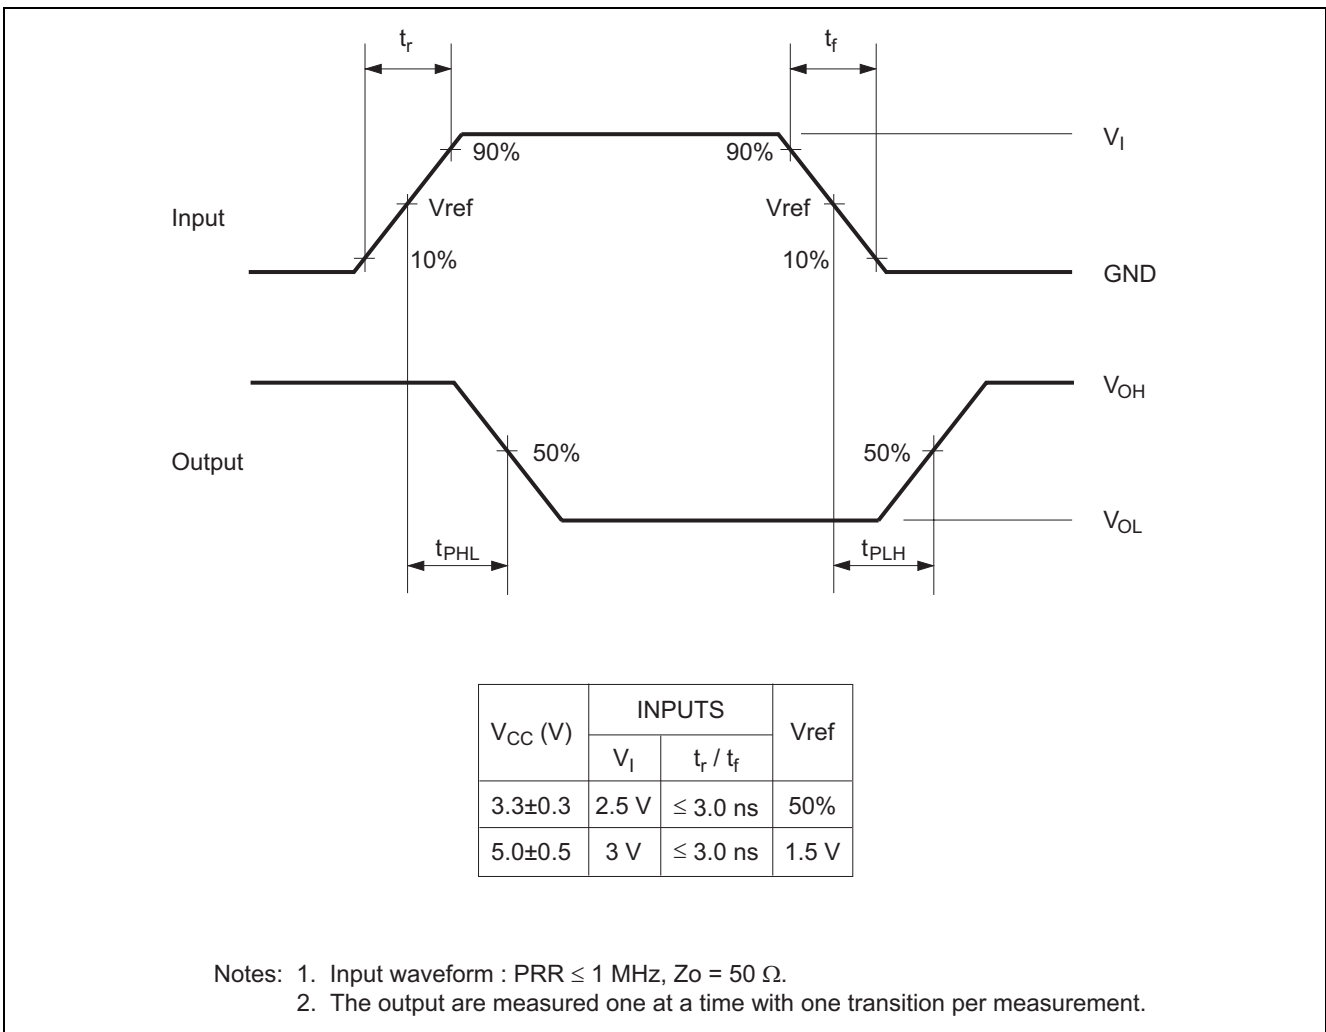 tr
tf
VI
90%
90%
Input
Vref
Vref
10%
10%
GND
VOH
Output
50%
50%
VOL
tPHL
tPLH
VCC (V)
INPUTS
Vref
VI
tr / tf
3.3±0.3 2.5 V ≤ 3.0 ns 50%
5.0±0.5 3 V ≤ 3.0 ns 1.5 V
Notes: 1. Input waveform : PRR ≤ 1 MHz, Zo = 50 Ω.
2. The output are measured one at a time with one transition per measurement.